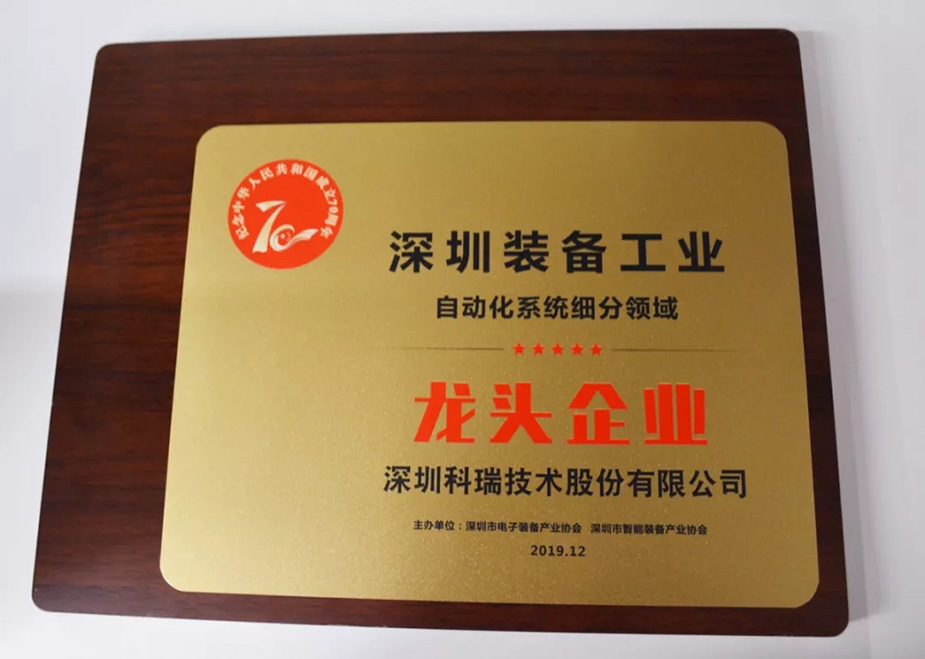 纪念中华人民共和国成立70周年
70
深圳装备工业
自动化系统细分领域
龙头企业
深圳科瑞技术股份有限公司
主办单位：深圳市电子装备产业协会 深圳市智能装备产业协会
2019.12